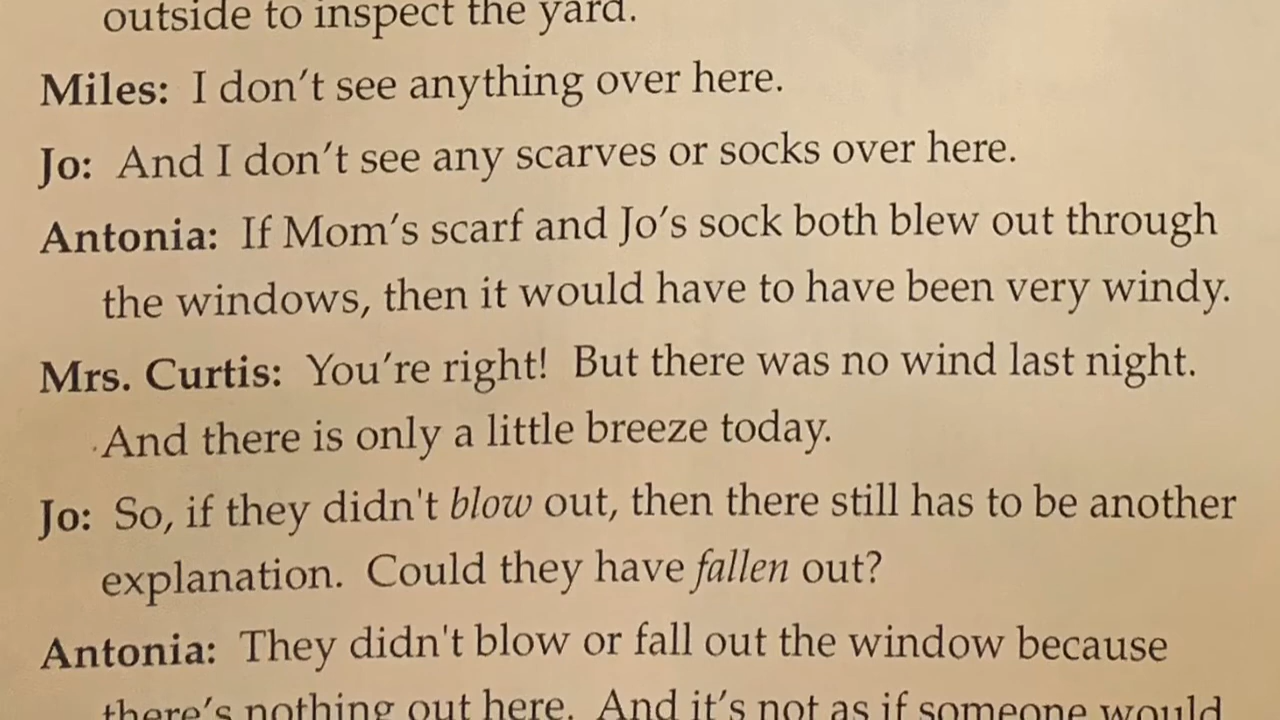 outside to inspect the yard.
Miles: I don’t see anything over here.
Jo: And I don’t see any scarves or socks over here.
Antonia: If Mom’s scarf and Jo’s sock both blew out through
the windows, then it would have to have been very windy.
Mrs. Curtis: You’re right! But there was no wind last night.
And there is only a little breeze today.
Jo: So, if they didn't blow out, then there still has to be another
explanation. Could they have fallen out?
Antonia: They didn't blow or fall out the window because
there’s nothing out here. And it’s not as if someone would